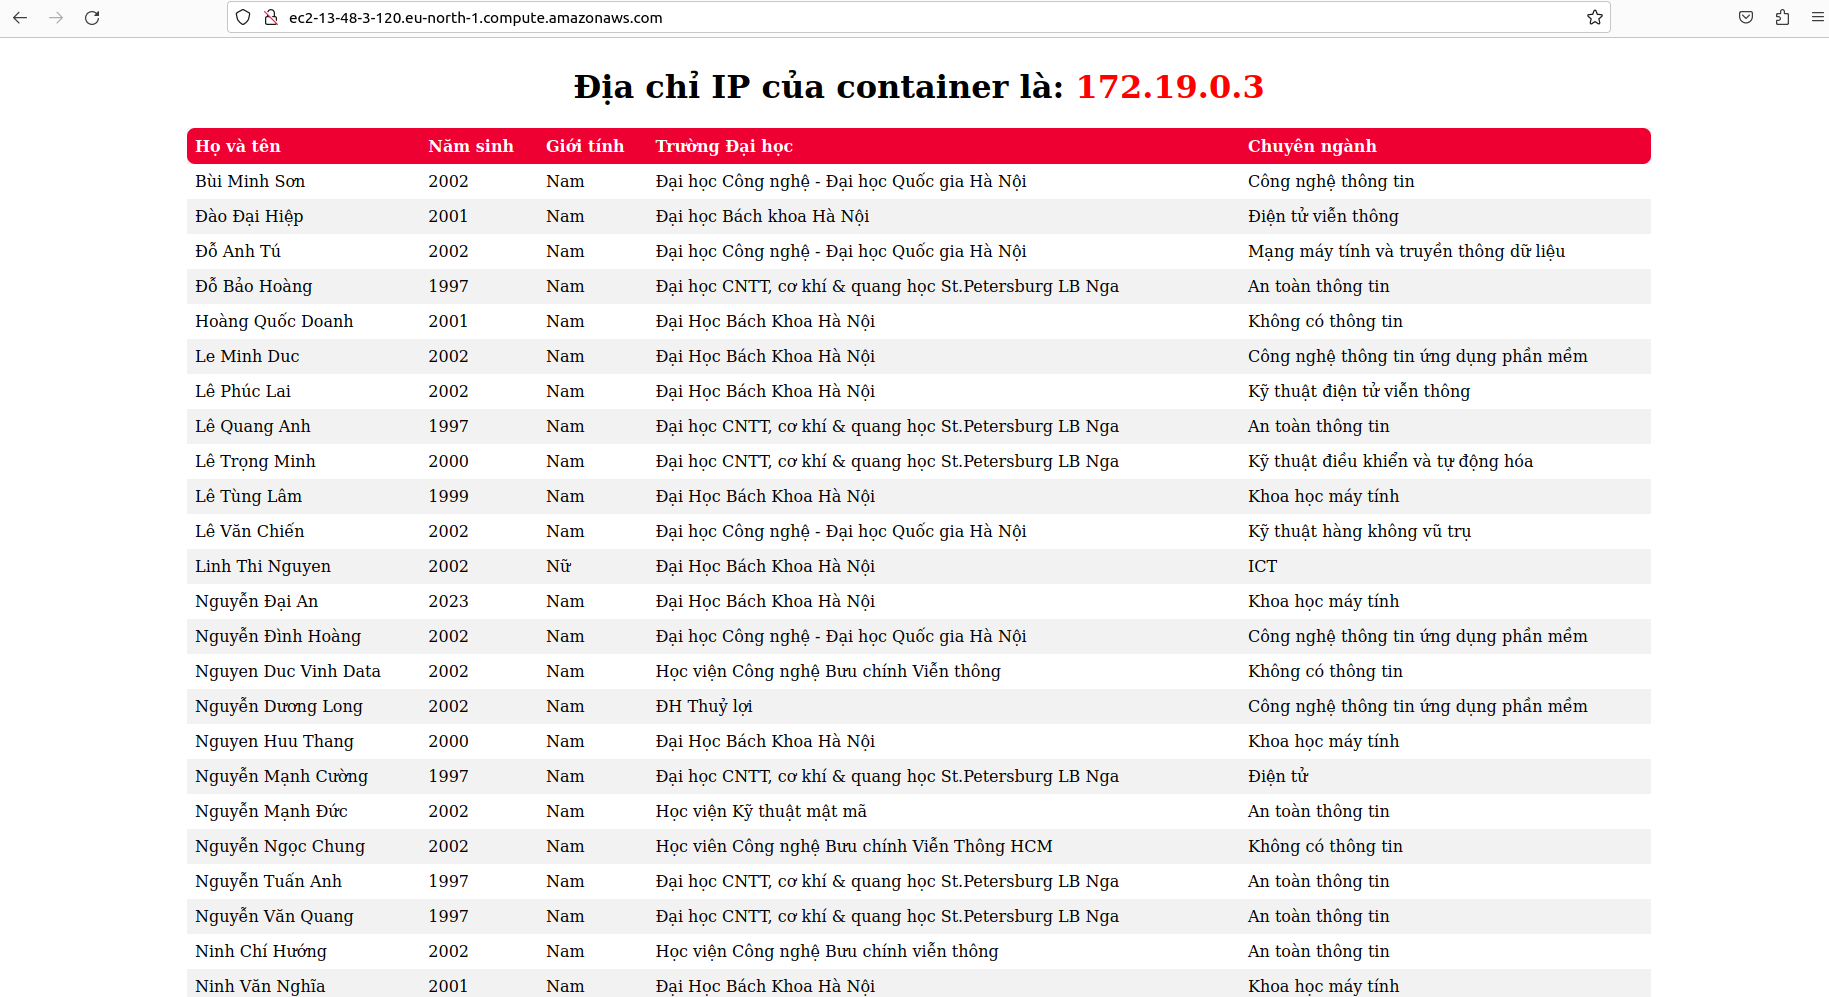 ec2-13-48-3-120.eu-north-1.compute.amazonaws.com
Địa chỉ IP của container là: 172.19.0.3
Họ và tên Năm sinh Giới tính Trường Đại học Chuyên ngành
Bùi Minh Sơn 2002 Nam Đại học Công nghệ - Đại học Quốc gia Hà Nội Công nghệ thông tin
Đào Đại Hiệp 2001 Nam Đại học Bách khoa Hà Nội Điện tử viễn thông
Đỗ Anh Tú 2002 Nam Đại học Công nghệ - Đại học Quốc gia Hà Nội Mạng máy tính và truyền thông dữ liệu
Đỗ Bảo Hoàng 1997 Nam Đại học CNTT, cơ khí & quang học St.Petersburg LB Nga An toàn thông tin
Hoàng Quốc Doanh 2001 Nam Đại Học Bách Khoa Hà Nội Không có thông tin
Le Minh Duc 2002 Nam Đại Học Bách Khoa Hà Nội Công nghệ thông tin ứng dụng phần mềm
Lê Phúc Lai 2002 Nam Đại Học Bách Khoa Hà Nội Kỹ thuật điện tử viễn thông
Lê Quang Anh 1997 Nam Đại học CNTT, cơ khí & quang học St.Petersburg LB Nga An toàn thông tin
Lê Trọng Minh 2000 Nam Đại học CNTT, cơ khí & quang học St.Petersburg LB Nga Kỹ thuật điều khiển và tự động hóa
Lê Tùng Lâm 1999 Nam Đại Học Bách Khoa Hà Nội Khoa học máy tính
Lê Văn Chiến 2002 Nam Đại học Công nghệ - Đại học Quốc gia Hà Nội Kỹ thuật hàng không vũ trụ
Linh Thi Nguyen 2002 Nữ Đại Học Bách Khoa Hà Nội ICT
Nguyễn Đại An 2023 Nam Đại Học Bách Khoa Hà Nội Khoa học máy tính
Nguyễn Đình Hoàng 2002 Nam Đại học Công nghệ - Đại học Quốc gia Hà Nội Công nghệ thông tin ứng dụng phần mềm
Nguyen Duc Vinh Data 2002 Nam Học viện Công nghệ Bưu chính Viễn thông Không có thông tin
Nguyễn Dương Long 2002 Nam ĐH Thuỷ lợi Công nghệ thông tin ứng dụng phần mềm
Nguyen Huu Thang 2000 Nam Đại Học Bách Khoa Hà Nội Khoa học máy tính
Nguyễn Mạnh Cường 1997 Nam Đại học CNTT, cơ khí & quang học St.Petersburg LB Nga Điện tử
Nguyễn Mạnh Đức 2002 Nam Học viện Kỹ thuật mật mã An toàn thông tin
Nguyễn Ngọc Chung 2002 Nam Học viên Công nghệ Bưu chính Viễn Thông HCM Không có thông tin
Nguyễn Tuấn Anh 1997 Nam Đại học CNTT, cơ khí & quang học St.Petersburg LB Nga An toàn thông tin
Nguyễn Văn Quang 1997 Nam Đại học CNTT, cơ khí & quang học St.Petersburg LB Nga An toàn thông tin
Ninh Chí Hướng 2002 Nam Học viện Công nghệ Bưu chính viễn thông An toàn thông tin
Ninh Văn Nghĩa 2001 Nam Đại Học Bách Khoa Hà Nội Khoa học máy tính